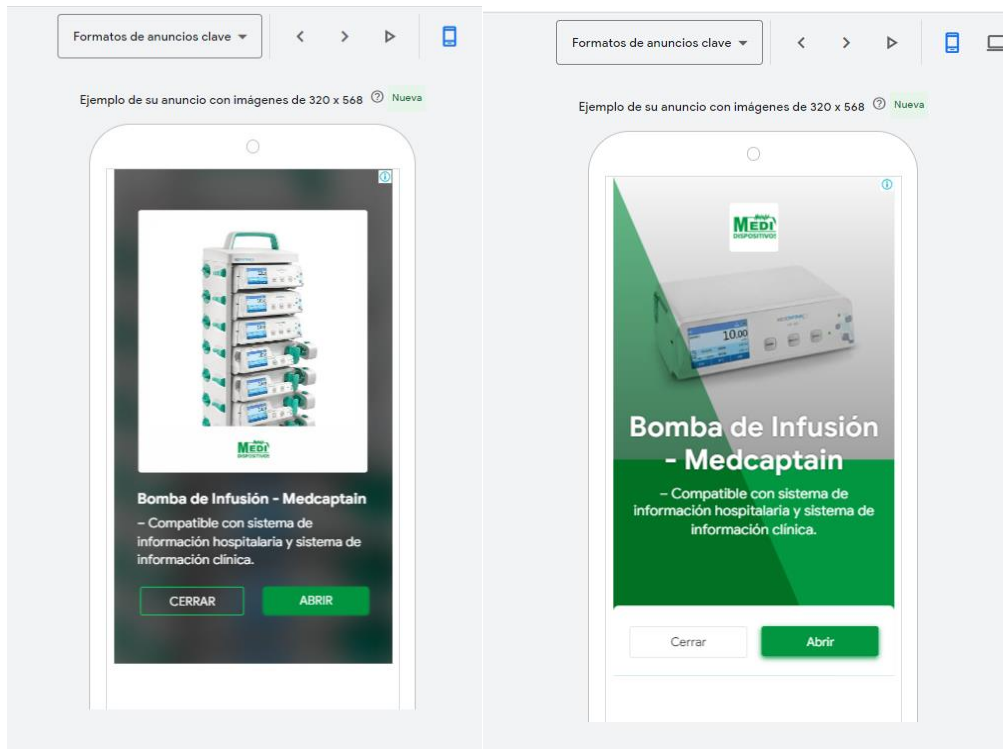 Formatos de anuncios clave
Ejemplo de su anuncio con imágenes de 320 x 568
Nueva
MEDI
DISPOSITIVOS
Bomba de Infusión - Medcaptain
– Compatible con sistema de
información hospitalaria y sistema de
información clínica.
CERRAR
ABRIR
Formatos de anuncios clave
Ejemplo de su anuncio con imágenes de 320 x 568
Nueva
MEDI
DISPOSITIVOS
10.00
Bomba de Infusión
- Medcaptain
– Compatible con sistema de
información hospitalaria y sistema de
información clínica.
Cerrar
Abrir